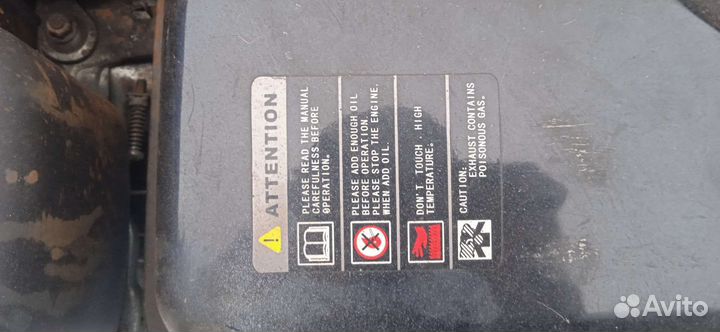 ATTENTION
PLEASE READ THE MANUAL
CAREFULNESS BEFORE
OPERATION.
PLEASE ADD ENOUGH OIL
BEFORE OPERATION.
PLEASE STOP THE ENGINE.
WHEN ADD OIL.
DON'T TOUCH . HIGH
TEMPERATURE。
CAUTION.
EXHAUST CONTAINS
POISONOUS GAS。
Avito